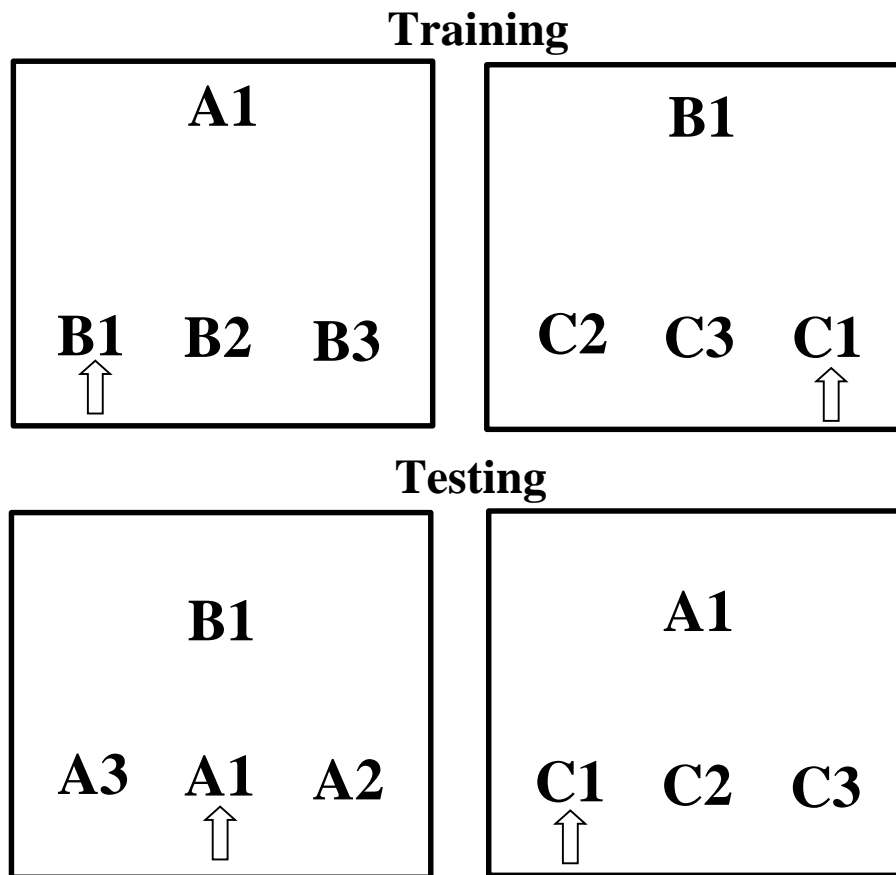 Training
A1
B1
B1 B2 B3
C2 C3 C1
Testing
B1
A1
A3 A1 A2
C1 C2 C3